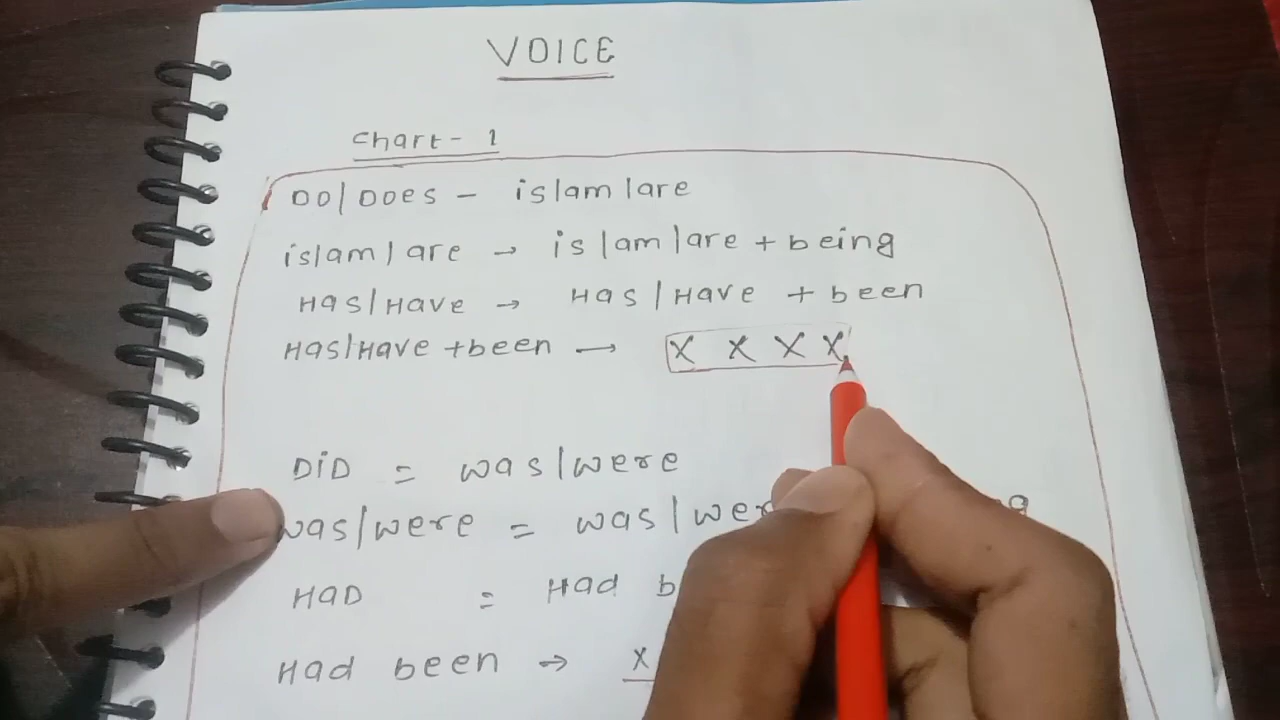 VOICE
Chart - 1
DO/DOES - is/am/are
is/am/are → is/am/are + being
HAS/HAVE → HAS/HAVE + been
HAS/HAVE + been → X X X X
DiD = was/were
was/were = was/
HAD = Had
Had been → X